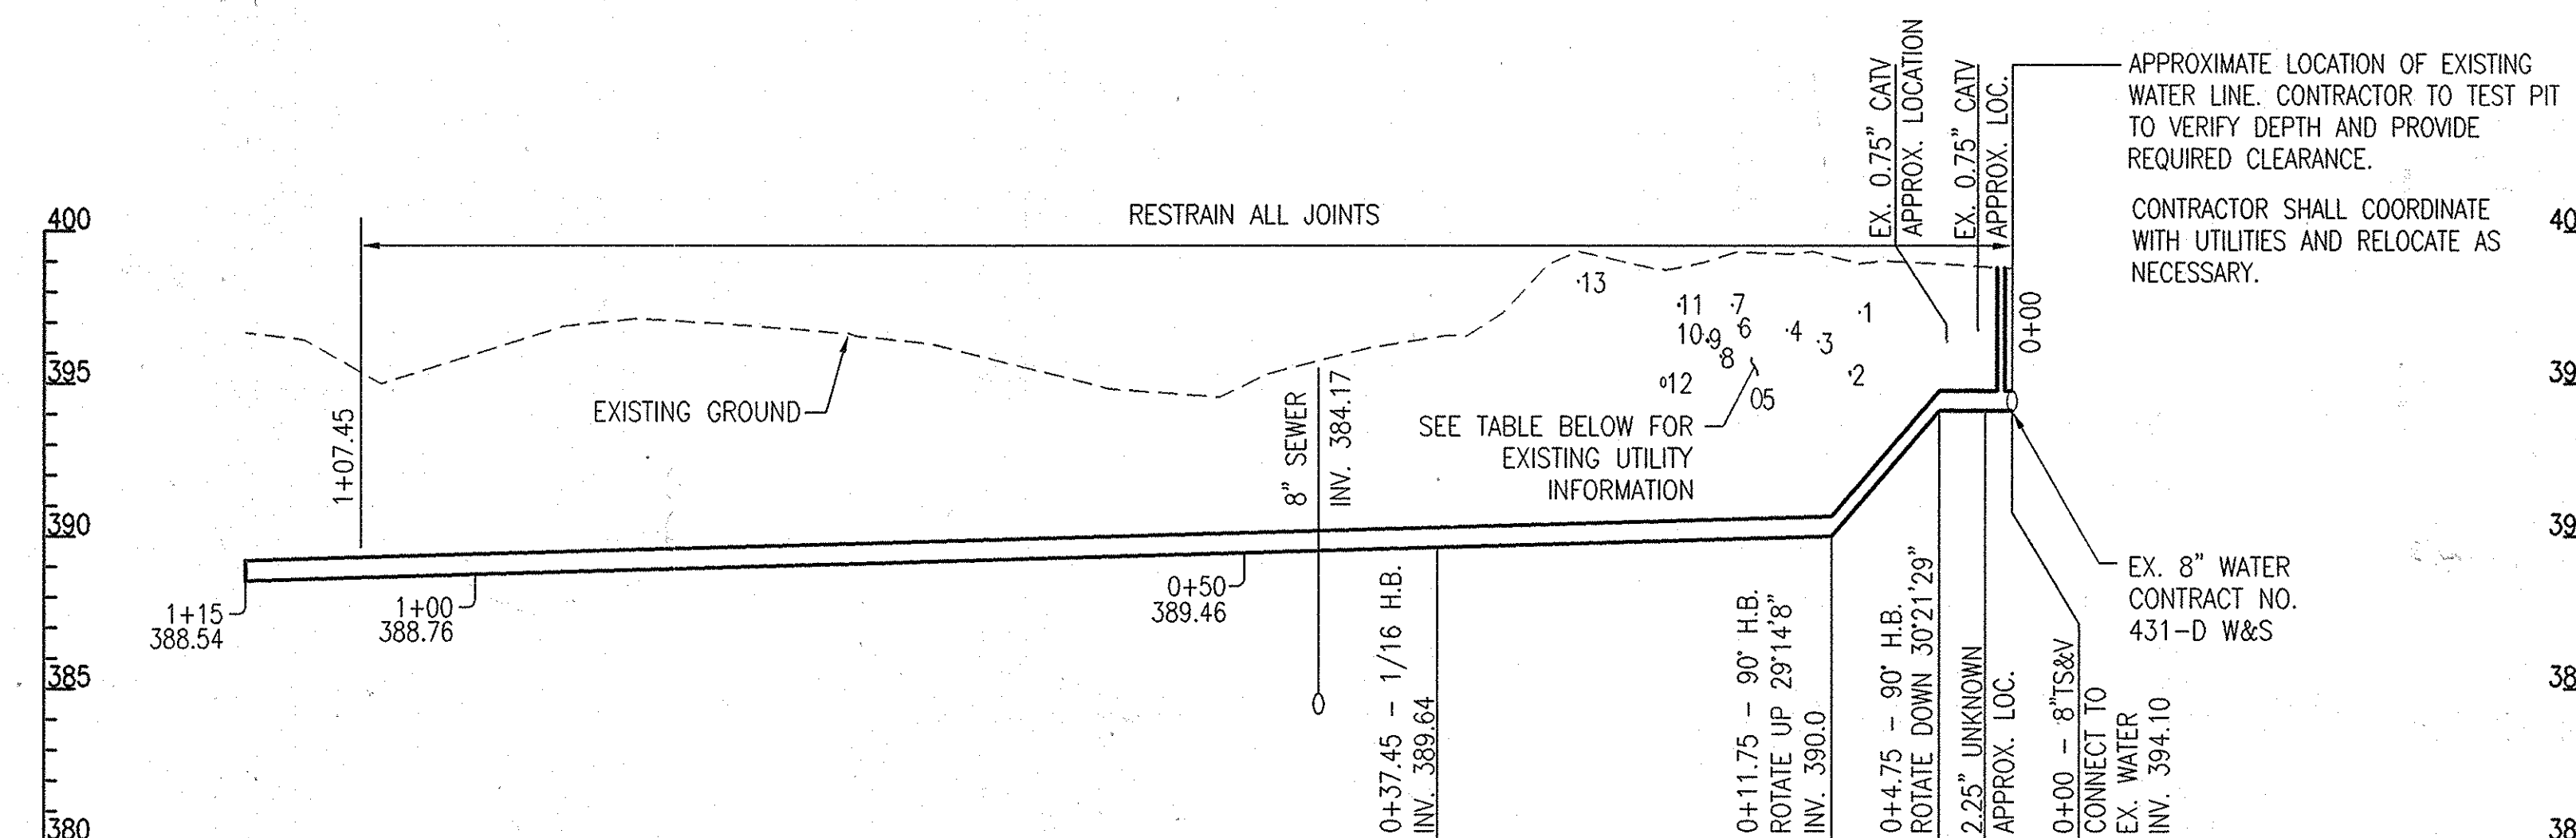 APPROXIMATE LOCATION OF EXISTING
WATER LINE. CONTRACTOR TO TEST PIT
TO VERIFY DEPTH AND PROVIDE
REQUIRED CLEARANCE.
CONTRACTOR SHALL COORDINATE
WITH UTILITIES AND RELOCATE AS
NECESSARY.
EX. 0.75" CATV
APPROX. LOCATION
EX. 0.75" CATV
APPROX. LOC.
RESTRAIN ALL JOINTS
400
395
390
385
380
40
39
39
38
38
1+07.45
EXISTING GROUND
8" SEWER
INV. 384.17
13
11
7
10
9
6
8
4
3
1
12
05
2
SEE TABLE BELOW FOR
EXISTING UTILITY
INFORMATION
0+00
1+15
388.54
1+00
388.76
0+50
389.46
0+37.45 - 1/16 H.B.
INV. 389.64
0+11.75 - 90° H.B.
ROTATE UP 29°14'8"
INV. 390.0
0+4.75 - 90° H.B.
ROTATE DOWN 30°21'29"
2.25" UNKNOWN
APPROX. LOC.
0+00 - 8"TS&V
CONNECT TO
EX. WATER
INV. 394.10
EX. 8" WATER
CONTRACT NO.
431-D W&S